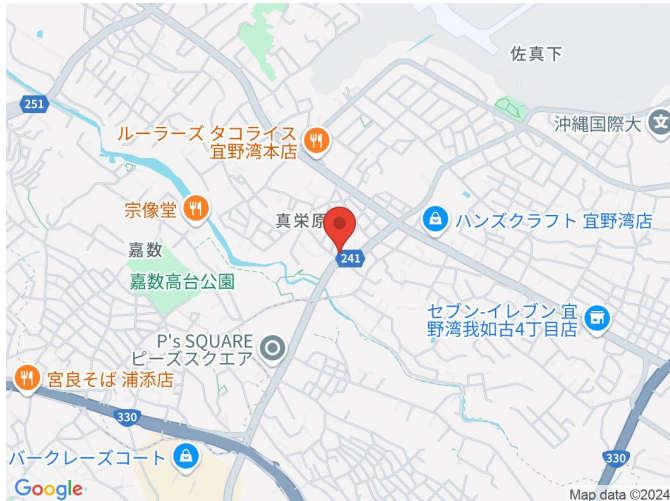 佐真下
251
沖縄国際大
ルーラーズ タコライス
宜野湾本店
宗像堂
真栄原
ハンズクラフト 宜野湾店
嘉数
241
嘉数高台公園
セブン-イレブン 宜
野湾我如古4丁目店
P's SQUARE
ピーズスクエア
宮良そば 浦添店
330
バークレーズコート
330
Google
Map data ©2024